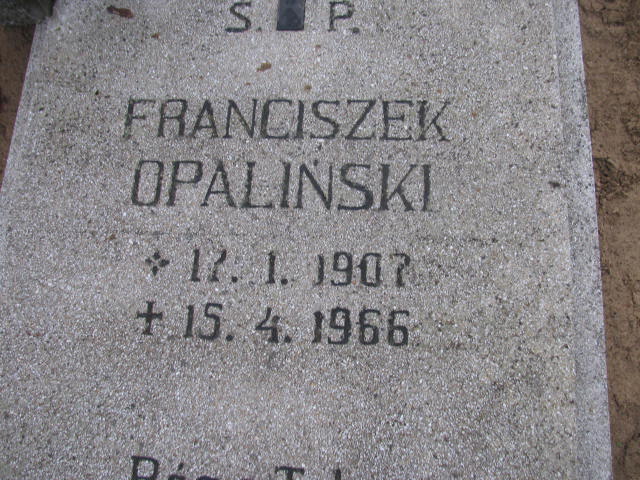 S. P.
FRANCISZEK
OPALIŃSKI
17. 1. 1907
+ 15. 4. 1966